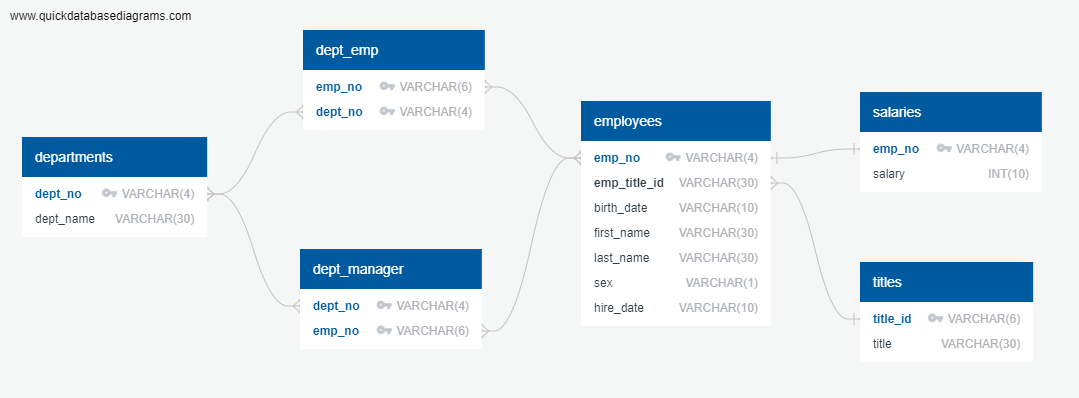 www.quickdatabasediagrams.com
departments
dept_no VARCHAR(4)
dept_name VARCHAR(30)
dept_emp
emp_no VARCHAR(6)
dept_no VARCHAR(4)
dept_manager
dept_no VARCHAR(4)
emp_no VARCHAR(6)
employees
emp_no VARCHAR(4)
emp_title_id VARCHAR(30)
birth_date VARCHAR(10)
first_name VARCHAR(30)
last_name VARCHAR(30)
sex VARCHAR(1)
hire_date VARCHAR(10)
salaries
emp_no VARCHAR(4)
salary INT(10)
titles
title_id VARCHAR(6)
title VARCHAR(30)